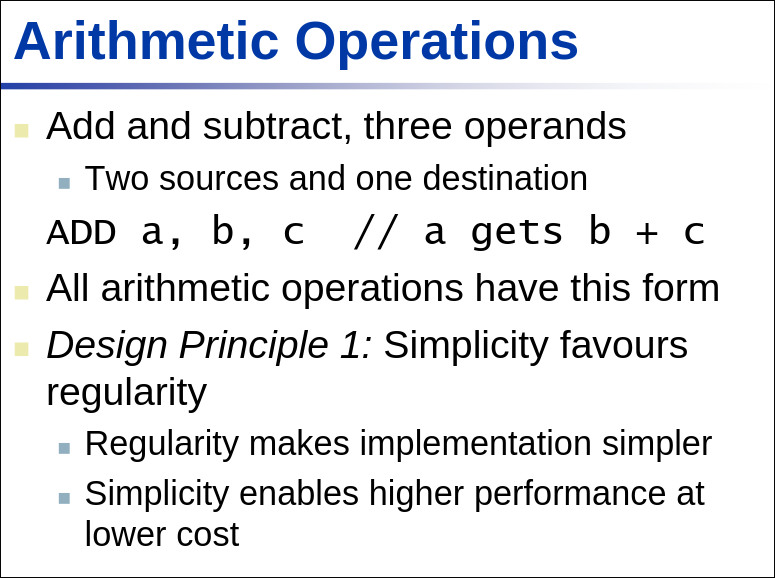 Arithmetic Operations
Add and subtract, three operands
Two sources and one destination
ADD a, b, c  // a gets b + c
All arithmetic operations have this form
Design Principle 1: Simplicity favours
regularity
Regularity makes implementation simpler
Simplicity enables higher performance at
lower cost